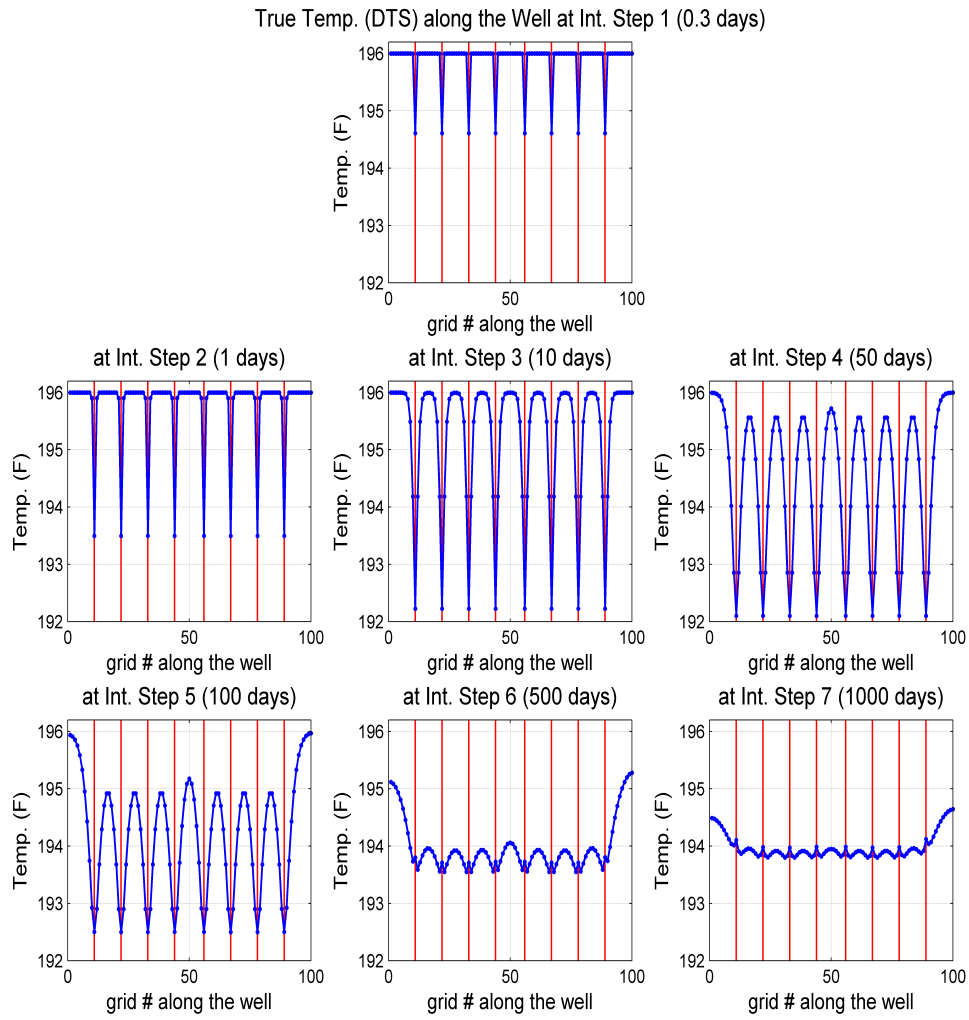 True Temp. (DTS) along the Well at Int. Step 1 (0.3 days)
196
195
194
193
192
Temp. (F)
0 50 100
grid # along the well
at Int. Step 2 (1 days)
196
195
194
193
192
Temp. (F)
0 50 100
grid # along the well
at Int. Step 3 (10 days)
196
195
194
193
192
Temp. (F)
0 50 100
grid # along the well
at Int. Step 4 (50 days)
196
195
194
193
192
Temp. (F)
0 50 100
grid # along the well
at Int. Step 5 (100 days)
196
195
194
193
192
Temp. (F)
0 50 100
grid # along the well
at Int. Step 6 (500 days)
196
195
194
193
192
Temp. (F)
0 50 100
grid # along the well
at Int. Step 7 (1000 days)
196
195
194
193
192
Temp. (F)
0 50 100
grid # along the well